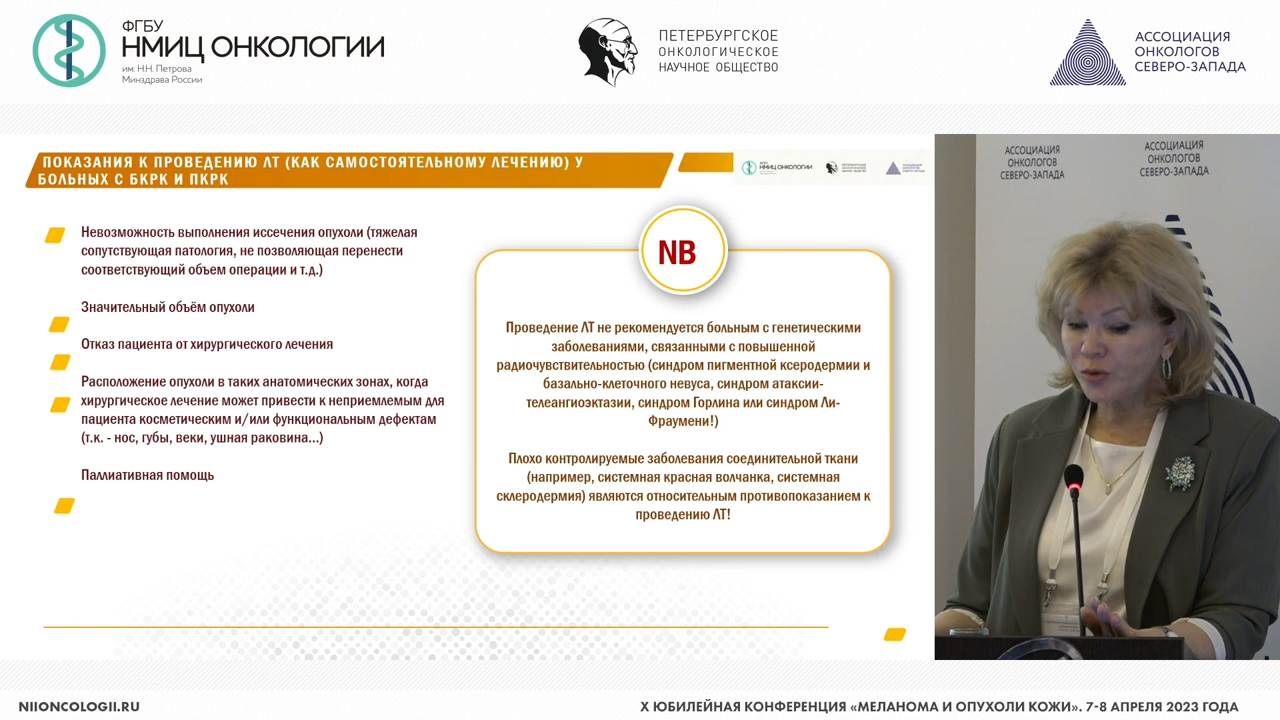 ФГБУ
НМИЦ ОНКОЛОГИИ
им. Н.Н. Петрова
Минздрава России
ПЕТЕРБУРГСКОЕ
ОНКОЛОГИЧЕСКОЕ
НАУЧНОЕ ОБЩЕСТВО
АССОЦИАЦИЯ
ОНКОЛОГОВ
СЕВЕРО-ЗАПАДА
ПОКАЗАНИЯ К ПРОВЕДЕНИЮ ЛТ (КАК САМОСТОЯТЕЛЬНОМУ ЛЕЧЕНИЮ) У
БОЛЬНЫХ С БКРК И ПКРК
НМИЦ ОНКОЛОГИИ
Невозможность выполнения иссечения опухоли (тяжелая
сопутствующая патология, не позволяющая перенести
соответствующий объем операции и т.д.)
Значительный объём опухоли
Отказ пациента от хирургического лечения
Расположение опухоли в таких анатомических зонах, когда
хирургическое лечение может привести к неприемлемым для
пациента косметическим и/или функциональным дефектам
(т.к. - нос, губы, веки, ушная раковина...)
Паллиативная помощь
NB
Проведение ЛТ не рекомендуется больным с генетическими
заболеваниями, связанными с повышенной
радиочувствительностью (синдром пигментной ксеродермии и
базально-клеточного невуса, синдром атаксии-
телеангиоэктазии, синдром Горлина или синдром Ли-
Фраумени!)
Плохо контролируемые заболевания соединительной ткани
(например, системная красная волчанка, системная
склеродермия) являются относительным противопоказанием к
проведению ЛТ!
АССОЦИАЦИЯ
ОНКОЛОГОВ
СЕВЕРО-ЗАПАДА
АССОЦИАЦИЯ
ОНКОЛОГОВ
СЕВЕРО-ЗАПАДА
NIIONCOLOGII.RU
X ЮБИЛЕЙНАЯ КОНФЕРЕНЦИЯ «МЕЛАНОМА И ОПУХОЛИ КОЖИ». 7-8 АПРЕЛЯ 2023 ГОДА